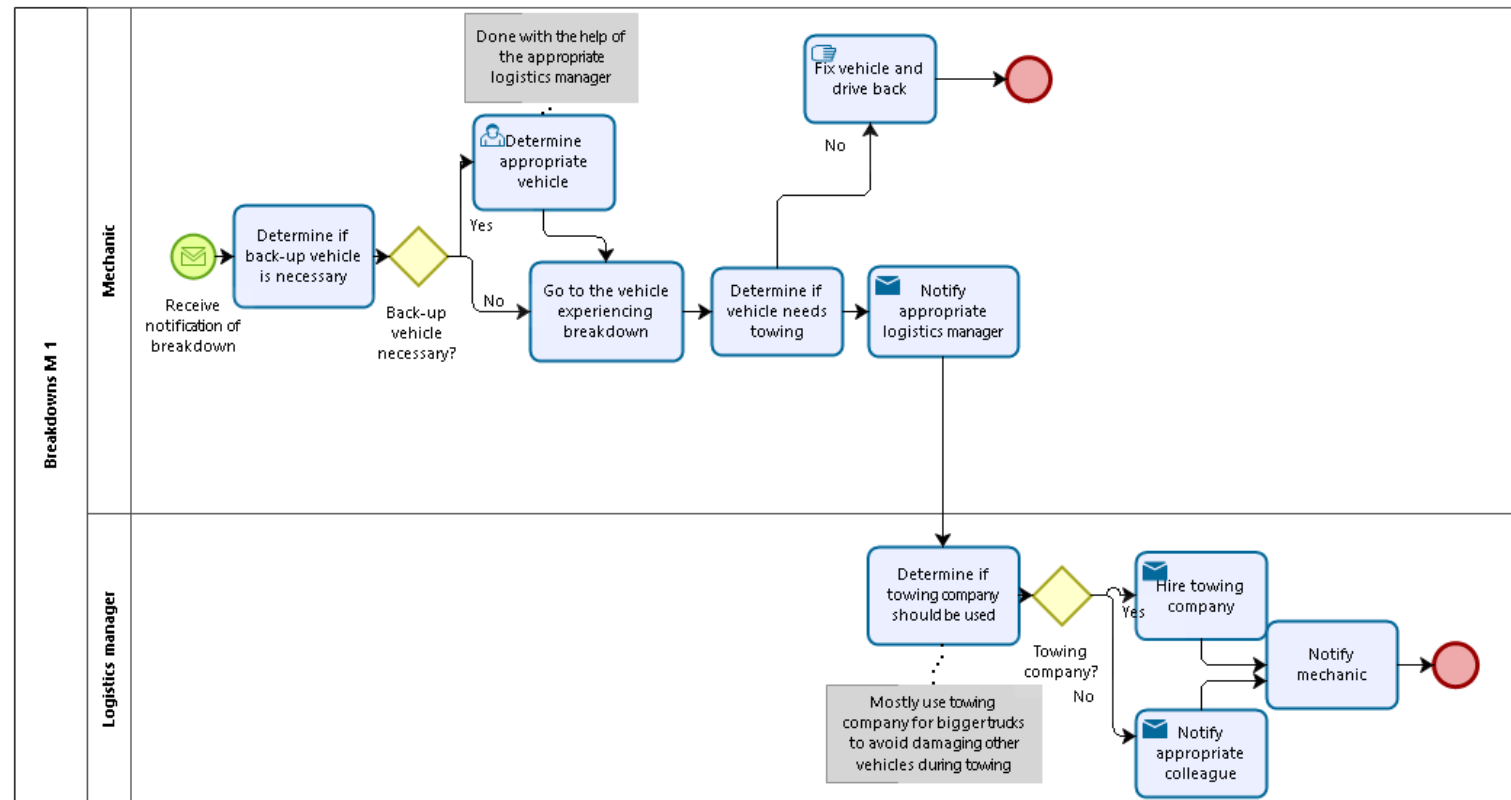 Breakdowns M 1
Mechanic
Done with the help of
the appropriate
logistics manager
Fix vehicle and
drive back
Determine
appropriate
vehicle
No
Yes
Determine if
back-up vehicle
is necessary
Receive
notification of
breakdown
Back-up
vehicle
necessary?
No
Go to the vehicle
experiencing
breakdown
Determine if
vehicle needs
towing
Notify
appropriate
logistics manager
Logistics manager
Determine if
towing company
should be used
Towing
company?
Yes
No
Hire towing
company
Notify
mechanic
Notify
appropriate
colleague
Mostly use towing
company for bigger trucks
to avoid damaging other
vehicles during towing